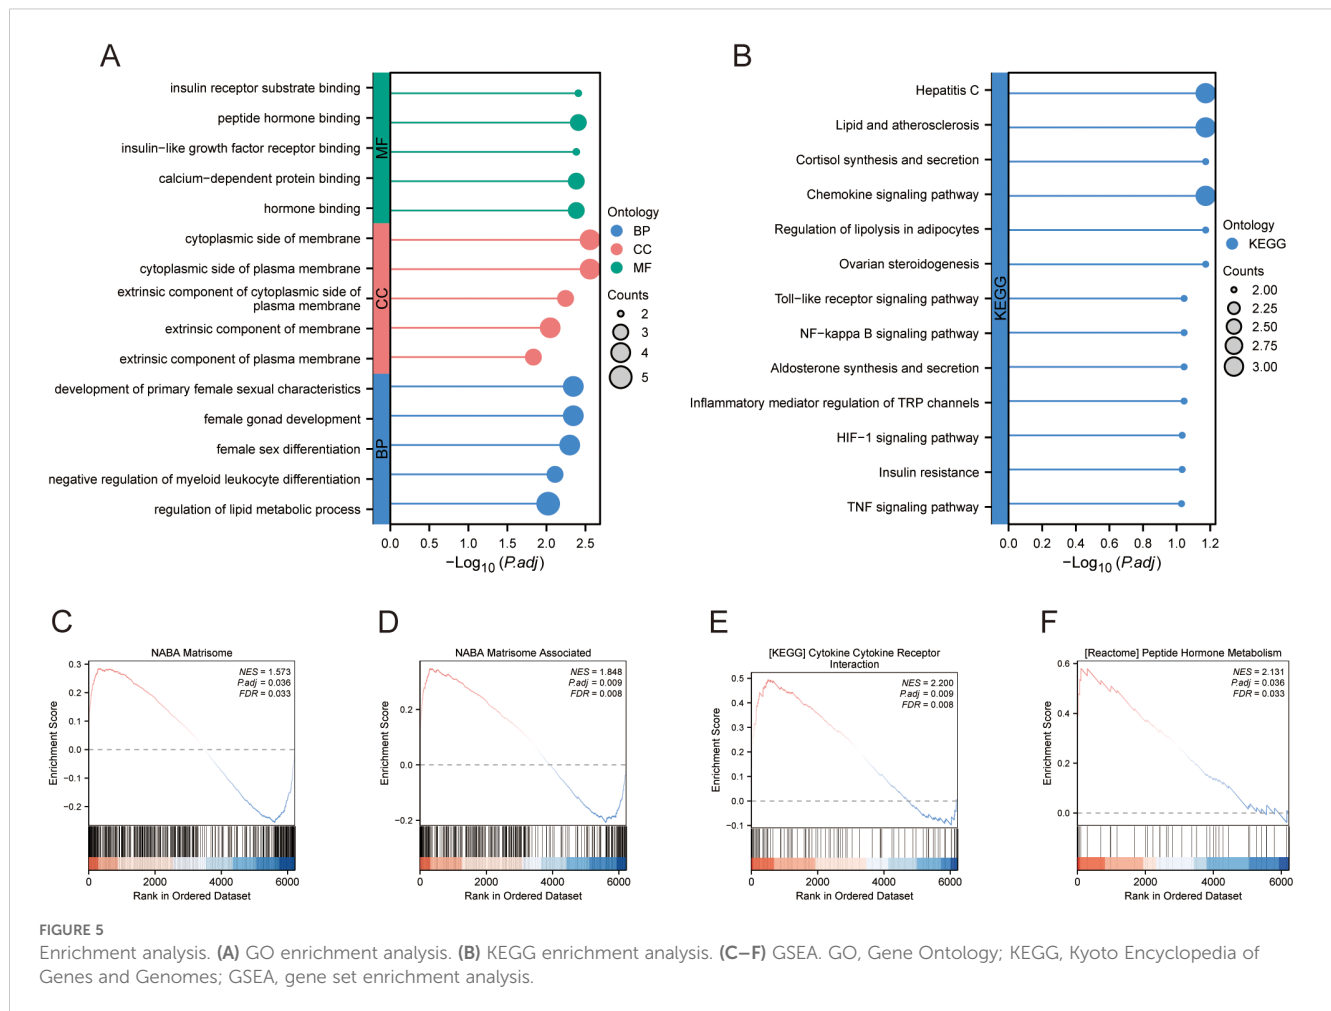 A
insulin receptor substrate binding
peptide hormone binding
insulin−like growth factor receptor binding
calcium−dependent protein binding
hormone binding
cytoplasmic side of membrane
cytoplasmic side of plasma membrane
extrinsic component of cytoplasmic side of
plasma membrane
extrinsic component of membrane
extrinsic component of plasma membrane
development of primary female sexual characteristics
female gonad development
female sex differentiation
negative regulation of myeloid leukocyte differentiation
regulation of lipid metabolic process
MF
CC
BP
0.0 0.5 1.0 1.5 2.0 2.5
−Log10 (P.adj)
Ontology
BP
CC
MF
Counts
2
3
4
5
B
Hepatitis C
Lipid and atherosclerosis
Cortisol synthesis and secretion
Chemokine signaling pathway
Regulation of lipolysis in adipocytes
Ovarian steroidogenesis
Toll−like receptor signaling pathway
NF−kappa B signaling pathway
Aldosterone synthesis and secretion
Inflammatory mediator regulation of TRP channels
HIF−1 signaling pathway
Insulin resistance
TNF signaling pathway
KEGG
0.0 0.2 0.4 0.6 0.8 1.0 1.2
−Log10 (P.adj)
Ontology
KEGG
Counts
2.00
2.25
2.50
2.75
3.00
C
NABA Matrisome
NES = 1.573
P.adj = 0.036
FDR = 0.033
Enrichment Score
0.3
0.2
0.1
0.0
−0.1
−0.2
0 2000 4000 6000
Rank in Ordered Dataset
D
NABA Matrisome Associated
NES = 1.848
P.adj = 0.009
FDR = 0.008
Enrichment Score
0.2
0.0
−0.2
0 2000 4000 6000
Rank in Ordered Dataset
E
[KEGG] Cytokine Cytokine Receptor
Interaction
NES = 2.200
P.adj = 0.009
FDR = 0.008
Enrichment Score
0.5
0.4
0.3
0.2
0.1
0.0
−0.1
0 2000 4000 6000
Rank in Ordered Dataset
F
[Reactome] Peptide Hormone Metabolism
NES = 2.131
P.adj = 0.036
FDR = 0.033
Enrichment Score
0.6
0.4
0.2
0.0
0 2000 4000 6000
Rank in Ordered Dataset
FIGURE 5
Enrichment analysis. (A) GO enrichment analysis. (B) KEGG enrichment analysis. (C–F) GSEA. GO, Gene Ontology; KEGG, Kyoto Encyclopedia of
Genes and Genomes; GSEA, gene set enrichment analysis.